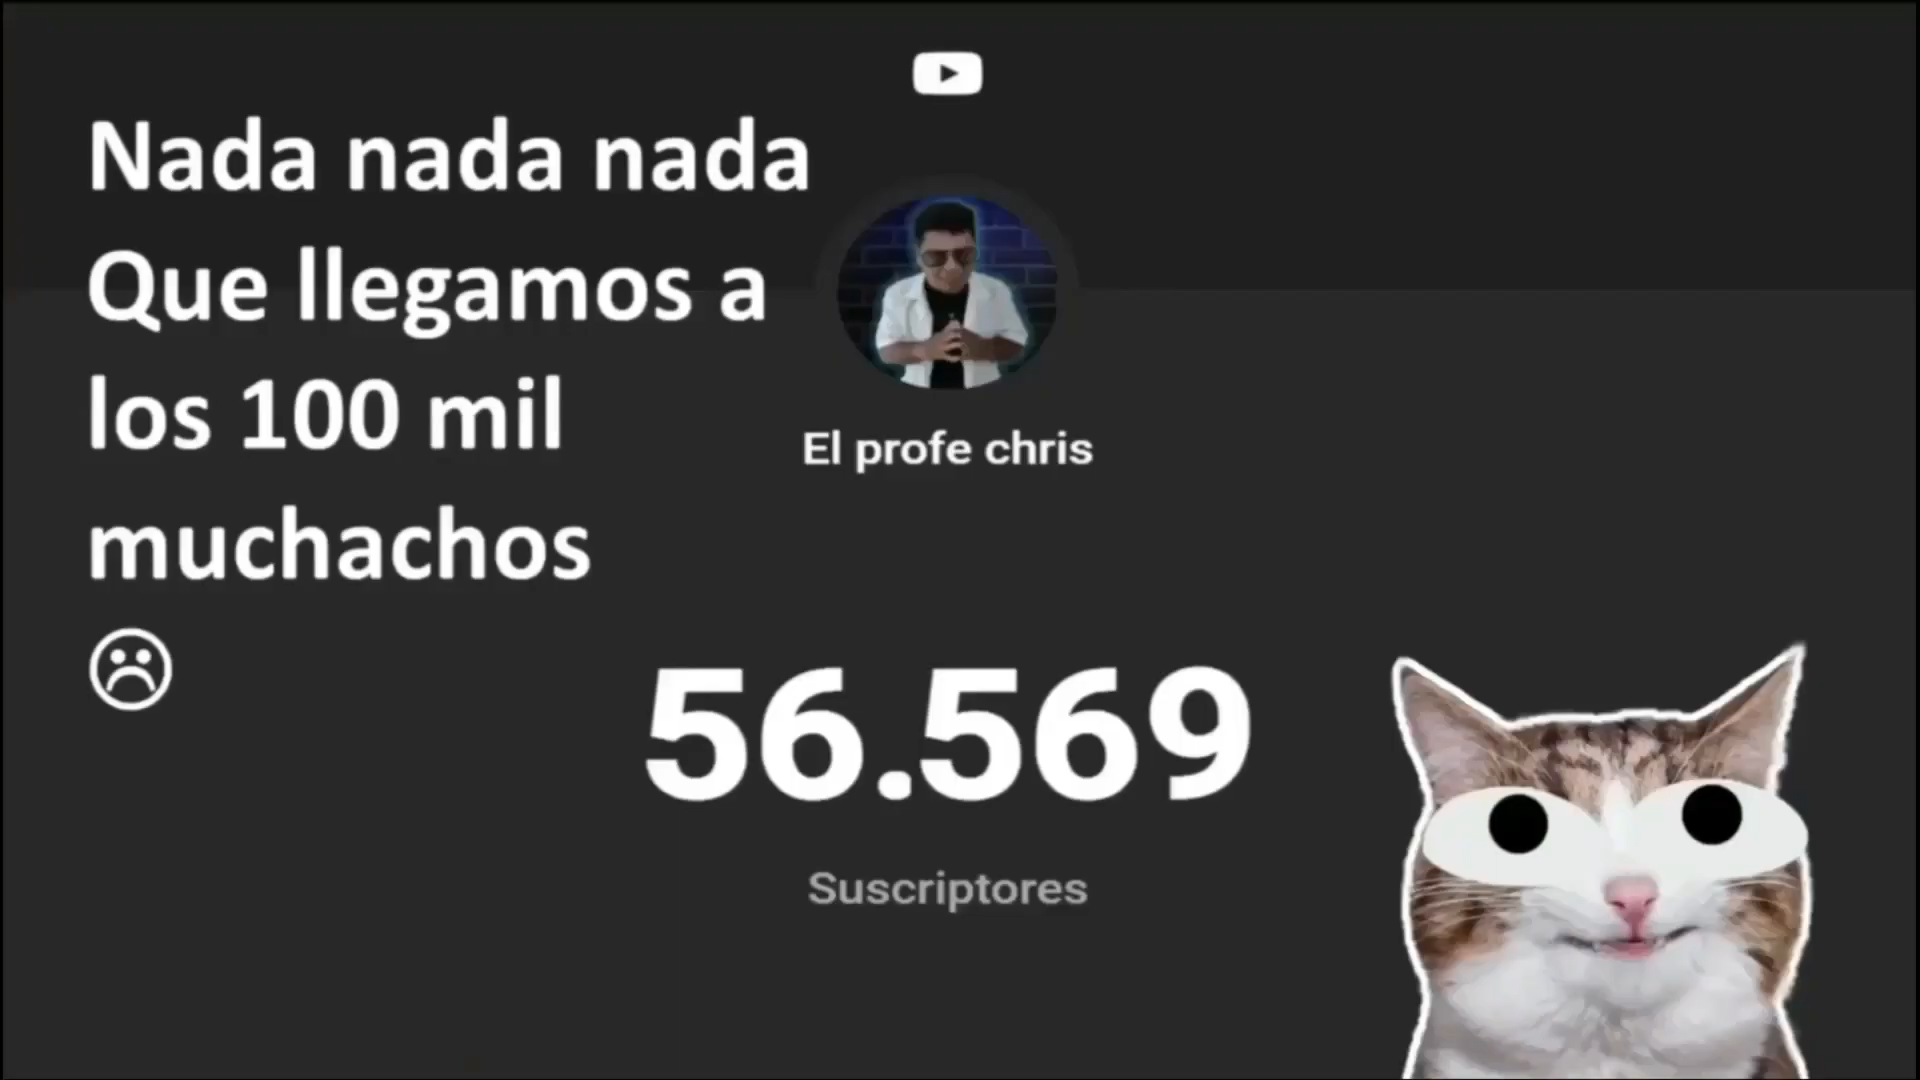 Nada nada nada
Que llegamos a
los 100 mil
muchachos
☹
El profe chris
56.569
Suscriptores